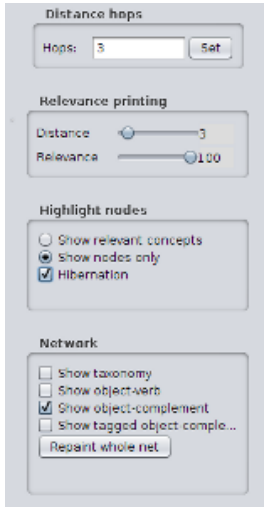 Distance hops
Hops: 3 Set
Relevance printing
Distance 3
Relevance 100
Highlight nodes
Show relevant concepts
Show nodes only
Hibernation
Network
Show taxonomy
Show object-verb
Show object-complement
Show tagged object-comple...
Repaint whole net